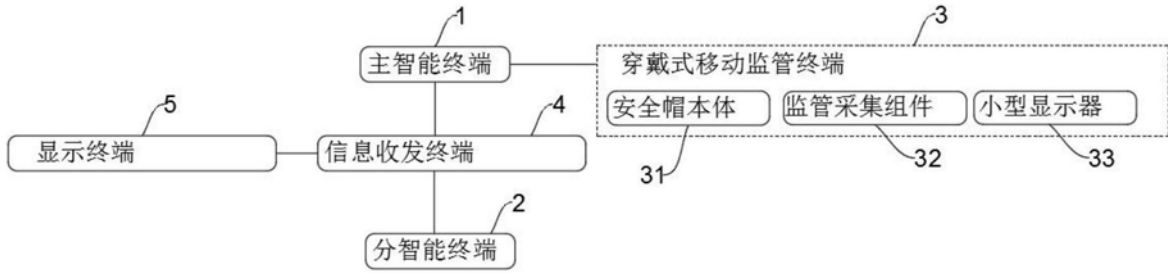 1
3
主智能终端
穿戴式移动监管终端
安全帽本体
监管采集组件
小型显示器
5
4
显示终端
信息收发终端
31
32
33
2
分智能终端